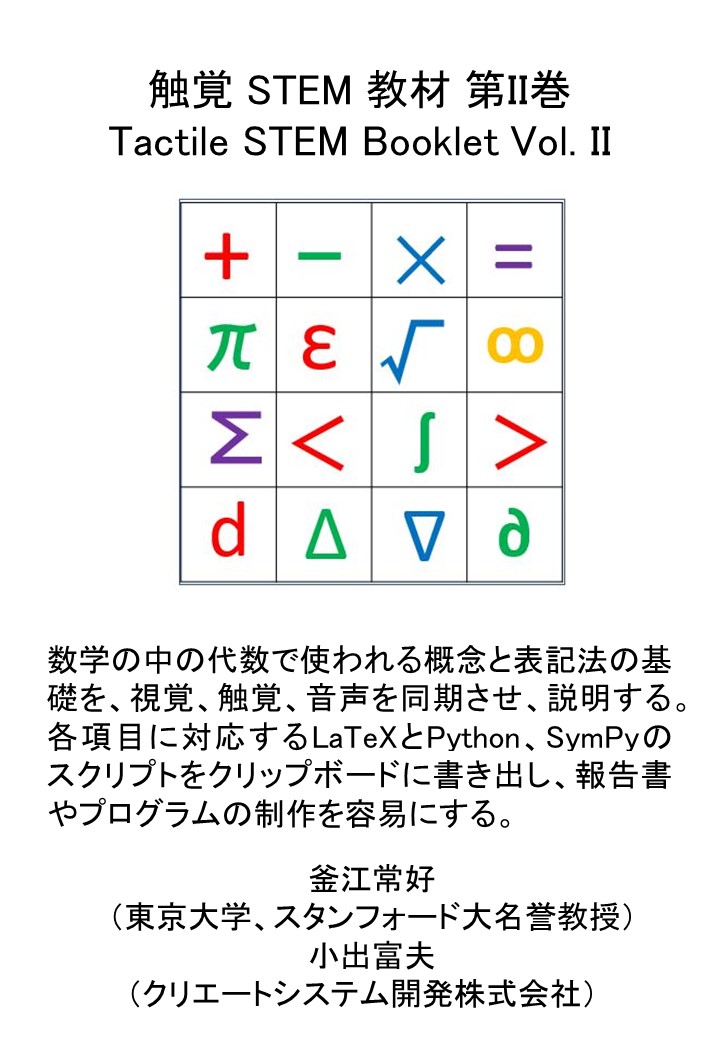 触覚 STEM 教材 第II巻
Tactile STEM Booklet Vol. II
+ − × =
π ε √ ∞
Σ < ∫ >
d Δ ∇ ∂
数学の中の代数で使われる概念と表記法の基
礎を、視覚、触覚、音声を同期させ、説明する。
各項目に対応するLaTeXとPython、SymPyの
スクリプトをクリップボードに書き出し、報告書
やプログラムの制作を容易にする。
釜江常好
（東京大学、スタンフォード大名誉教授）
小出富夫
（クリエートシステム開発株式会社）